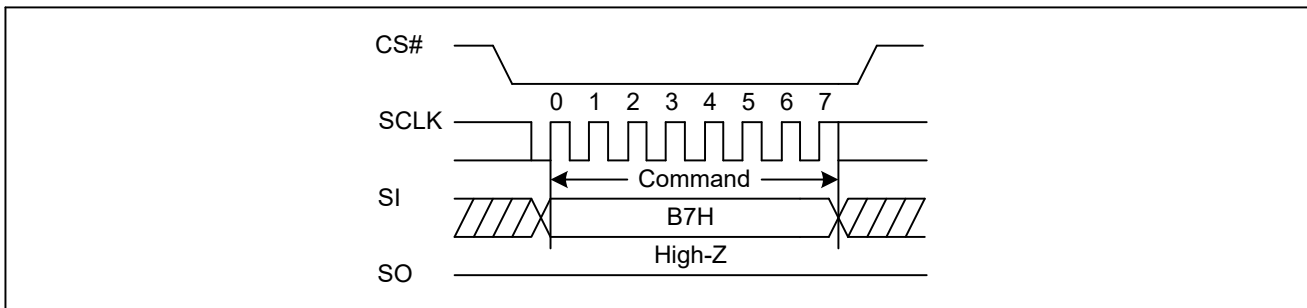 CS#
0 1 2 3 4 5 6 7
SCLK
Command
SI
B7H
High-Z
SO